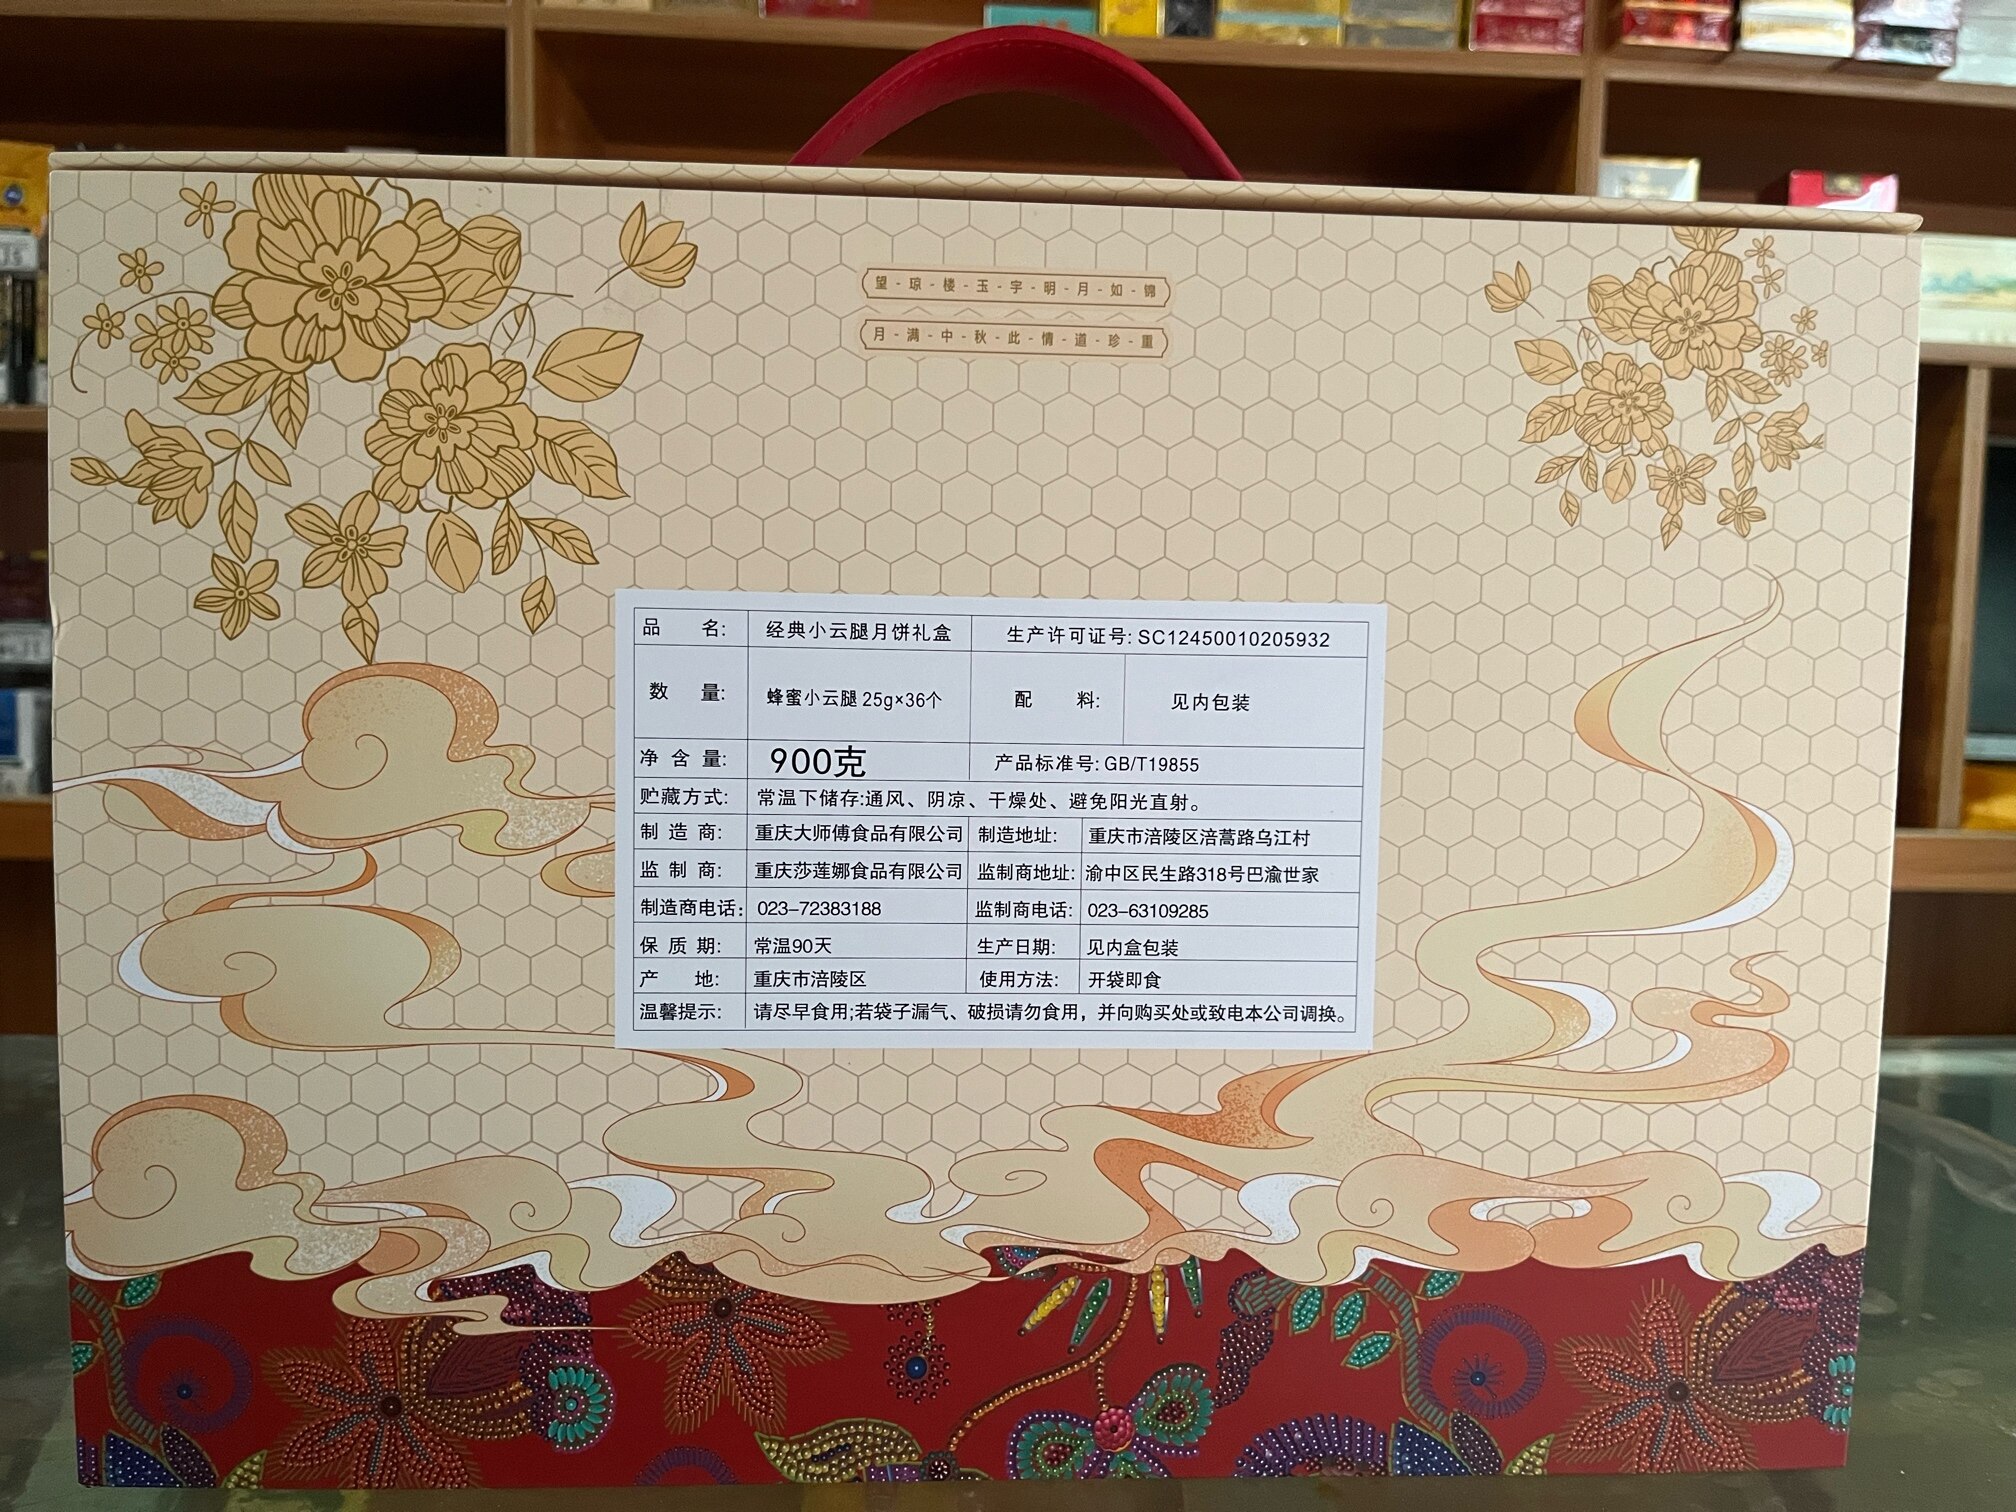 望-琼-楼-玉-宇-明-月-如-锦
月-满-中-秋-此-情-道-珍-重
品 名: 经典小云腿月饼礼盒 生产许可证号: SC12450010205932
数 量: 蜂蜜小云腿 25g×36个 配 料: 见内包装
净 含 量: 900克 产品标准号: GB/T19855
贮藏方式: 常温下储存:通风、阴凉、干燥处、避免阳光直射。
制 造 商: 重庆大师傅食品有限公司 制造地址: 重庆市涪陵区涪蔺路乌江村
监 制 商: 重庆莎莲娜食品有限公司 监制商地址: 渝中区民生路318号巴渝世家
制造商电话: 023-72383188 监制商电话: 023-63109285
保 质 期: 常温90天 生产日期: 见内盒包装
产 地: 重庆市涪陵区 使用方法: 开袋即食
温馨提示: 请尽早食用;若袋子漏气、破损请勿食用，并向购买处或致电本公司调换。